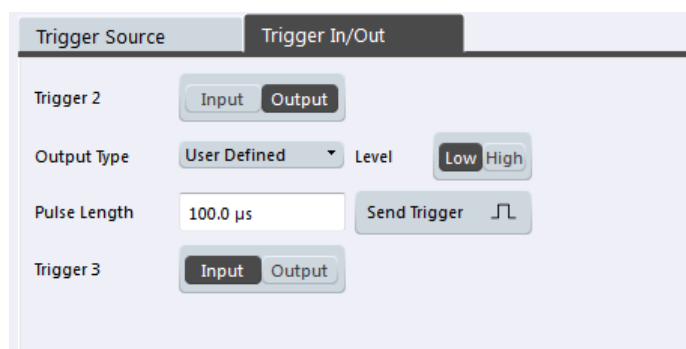 Trigger Source Trigger In/Out
Trigger 2 Input Output
Output Type User Defined Level Low High
Pulse Length 100.0 µs Send Trigger
Trigger 3 Input Output